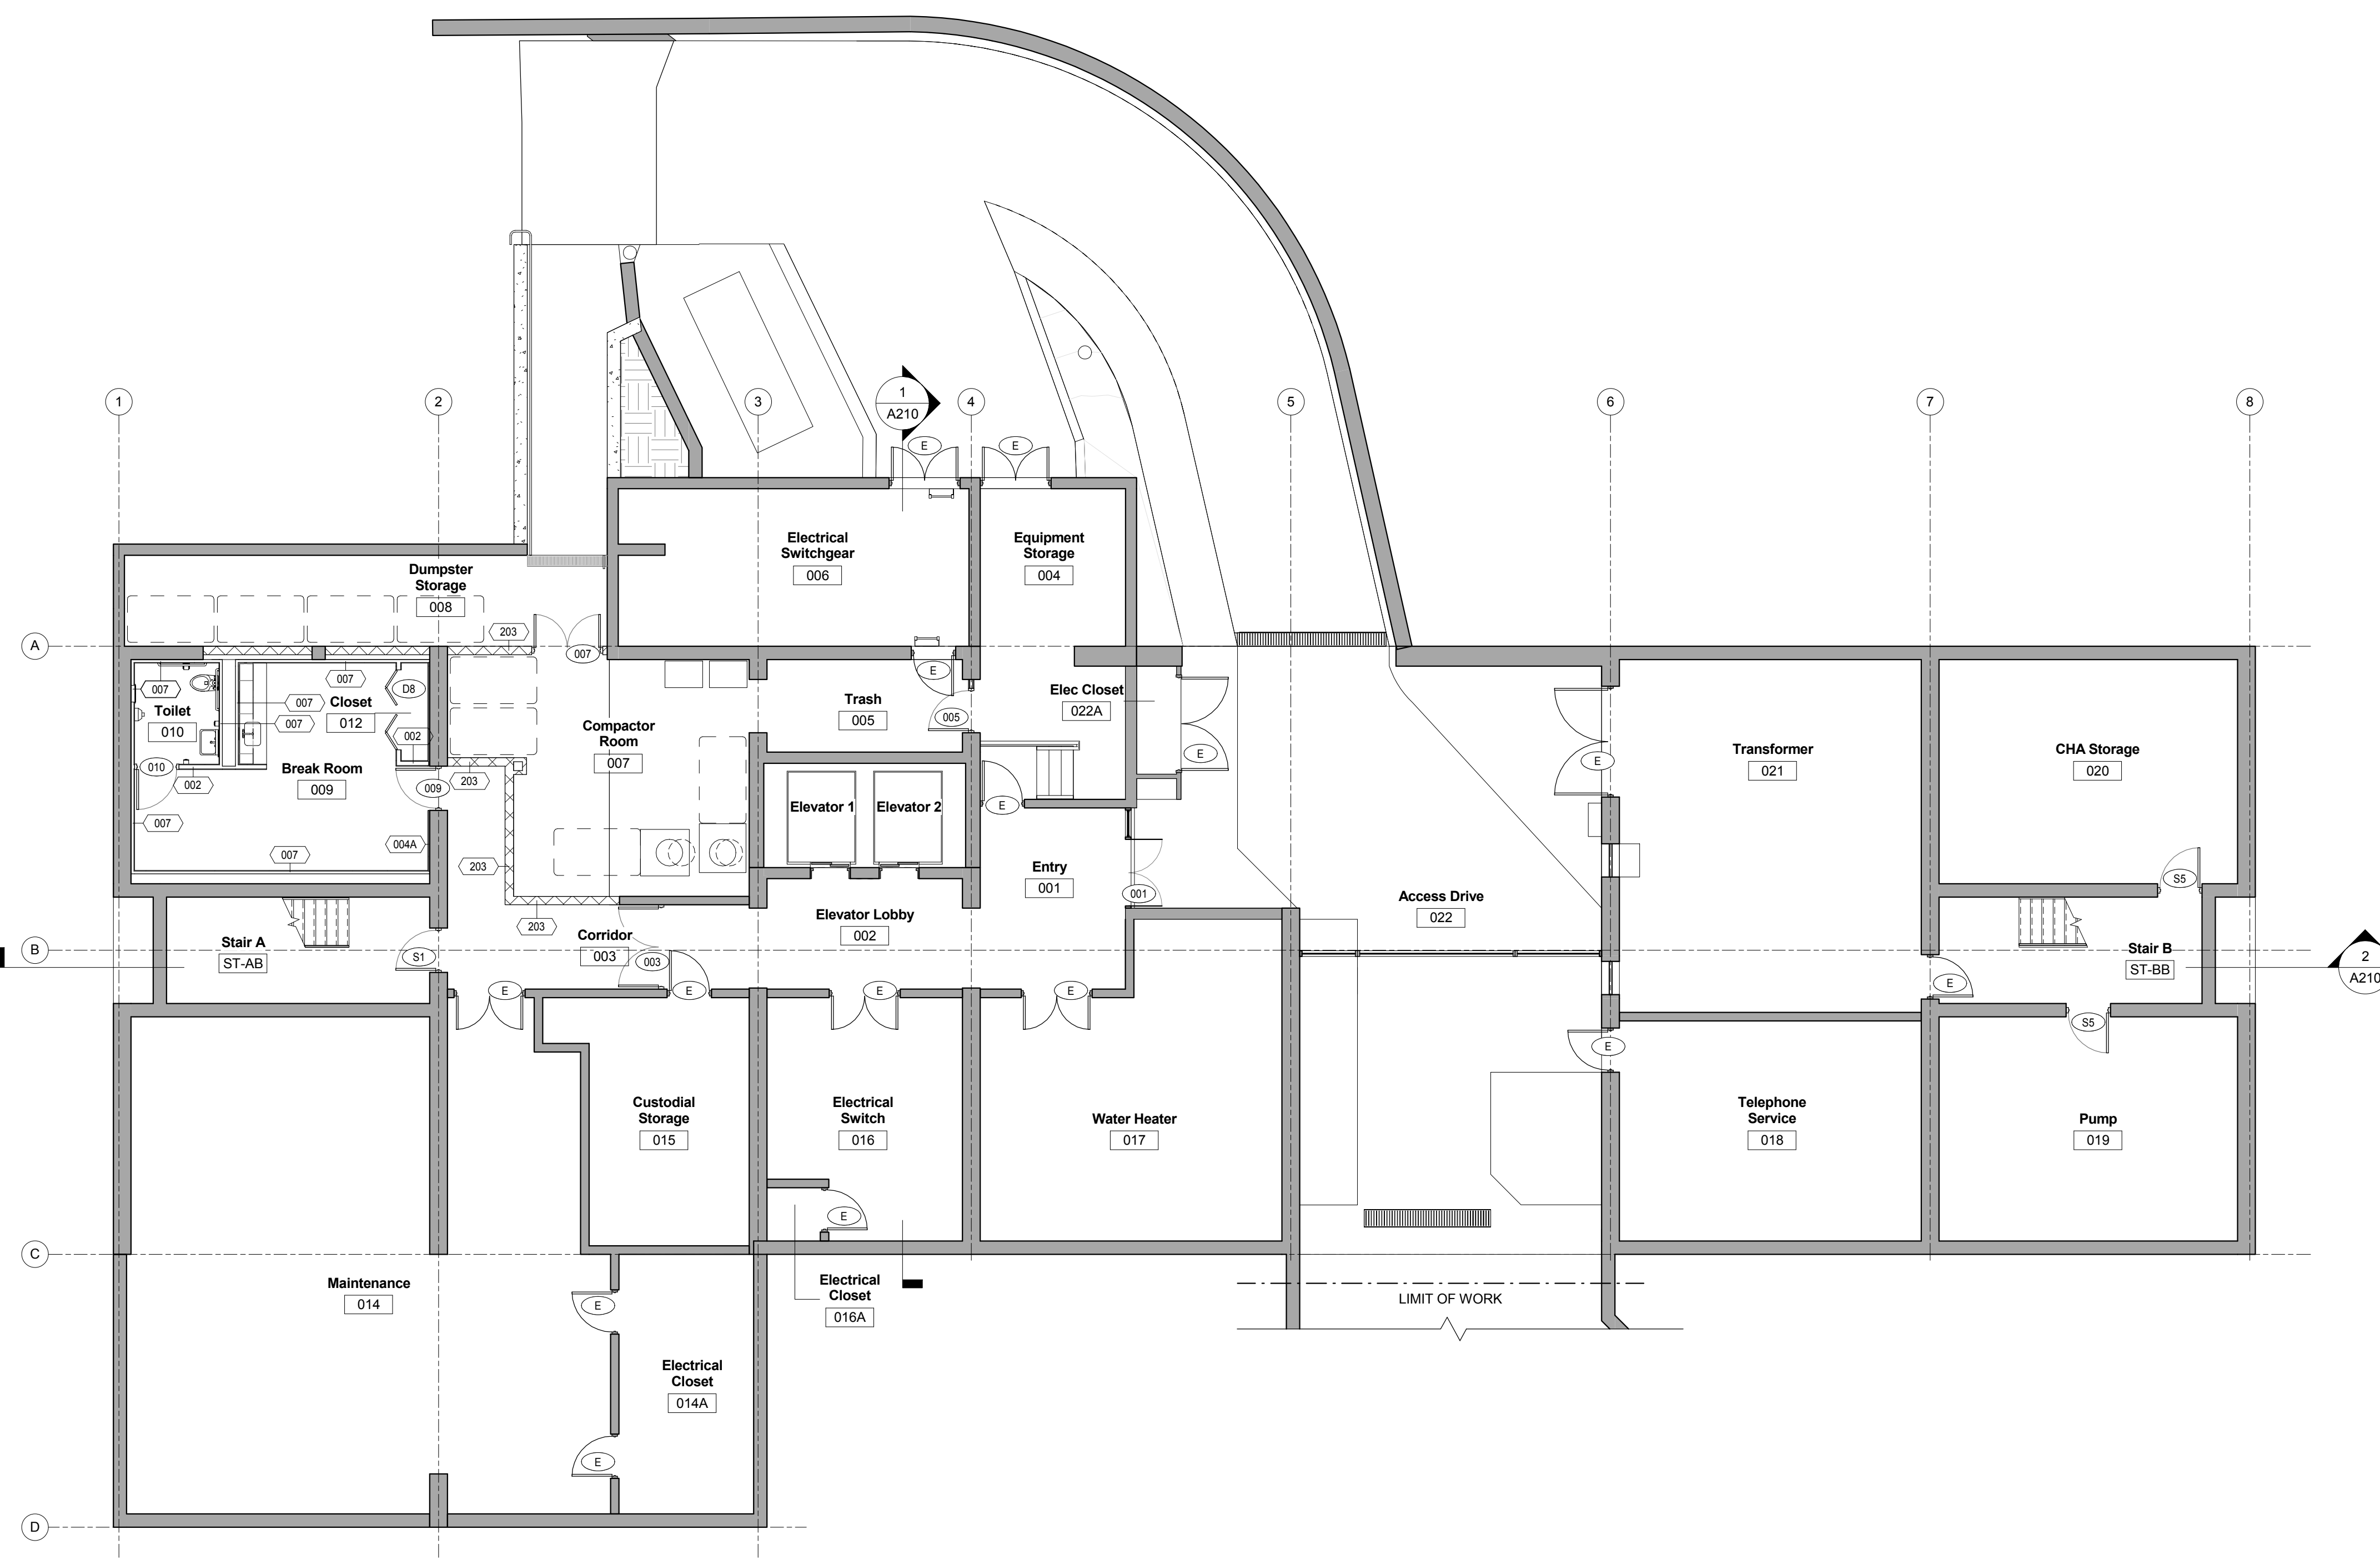 1
A210
1
2
3
4
5
6
7
8
E
E
Electrical
Switchgear
006
Equipment
Storage
004
Dumpster
Storage
008
203
A
007
E
007
007
D8
Toilet
010
Closet
012
007
007
002
Trash
005
005
Elec Closet
022A
Compactor
Room
007
E
Transformer
021
E
CHA Storage
020
010
002
Break Room
009
009
203
Elevator 1
Elevator 2
E
007
004A
007
203
Entry
001
001
S5
203
Access Drive
022
Elevator Lobby
002
Corridor
003
003
B
Stair A
ST-AB
S1
Stair B
ST-BB
2
A210
E
E
E
E
E
E
S5
Custodial
Storage
015
Electrical
Switch
016
Water Heater
017
Telephone
Service
018
Pump
019
E
C
Maintenance
014
E
Electrical
Closet
016A
LIMIT OF WORK
Electrical
Closet
014A
E
D